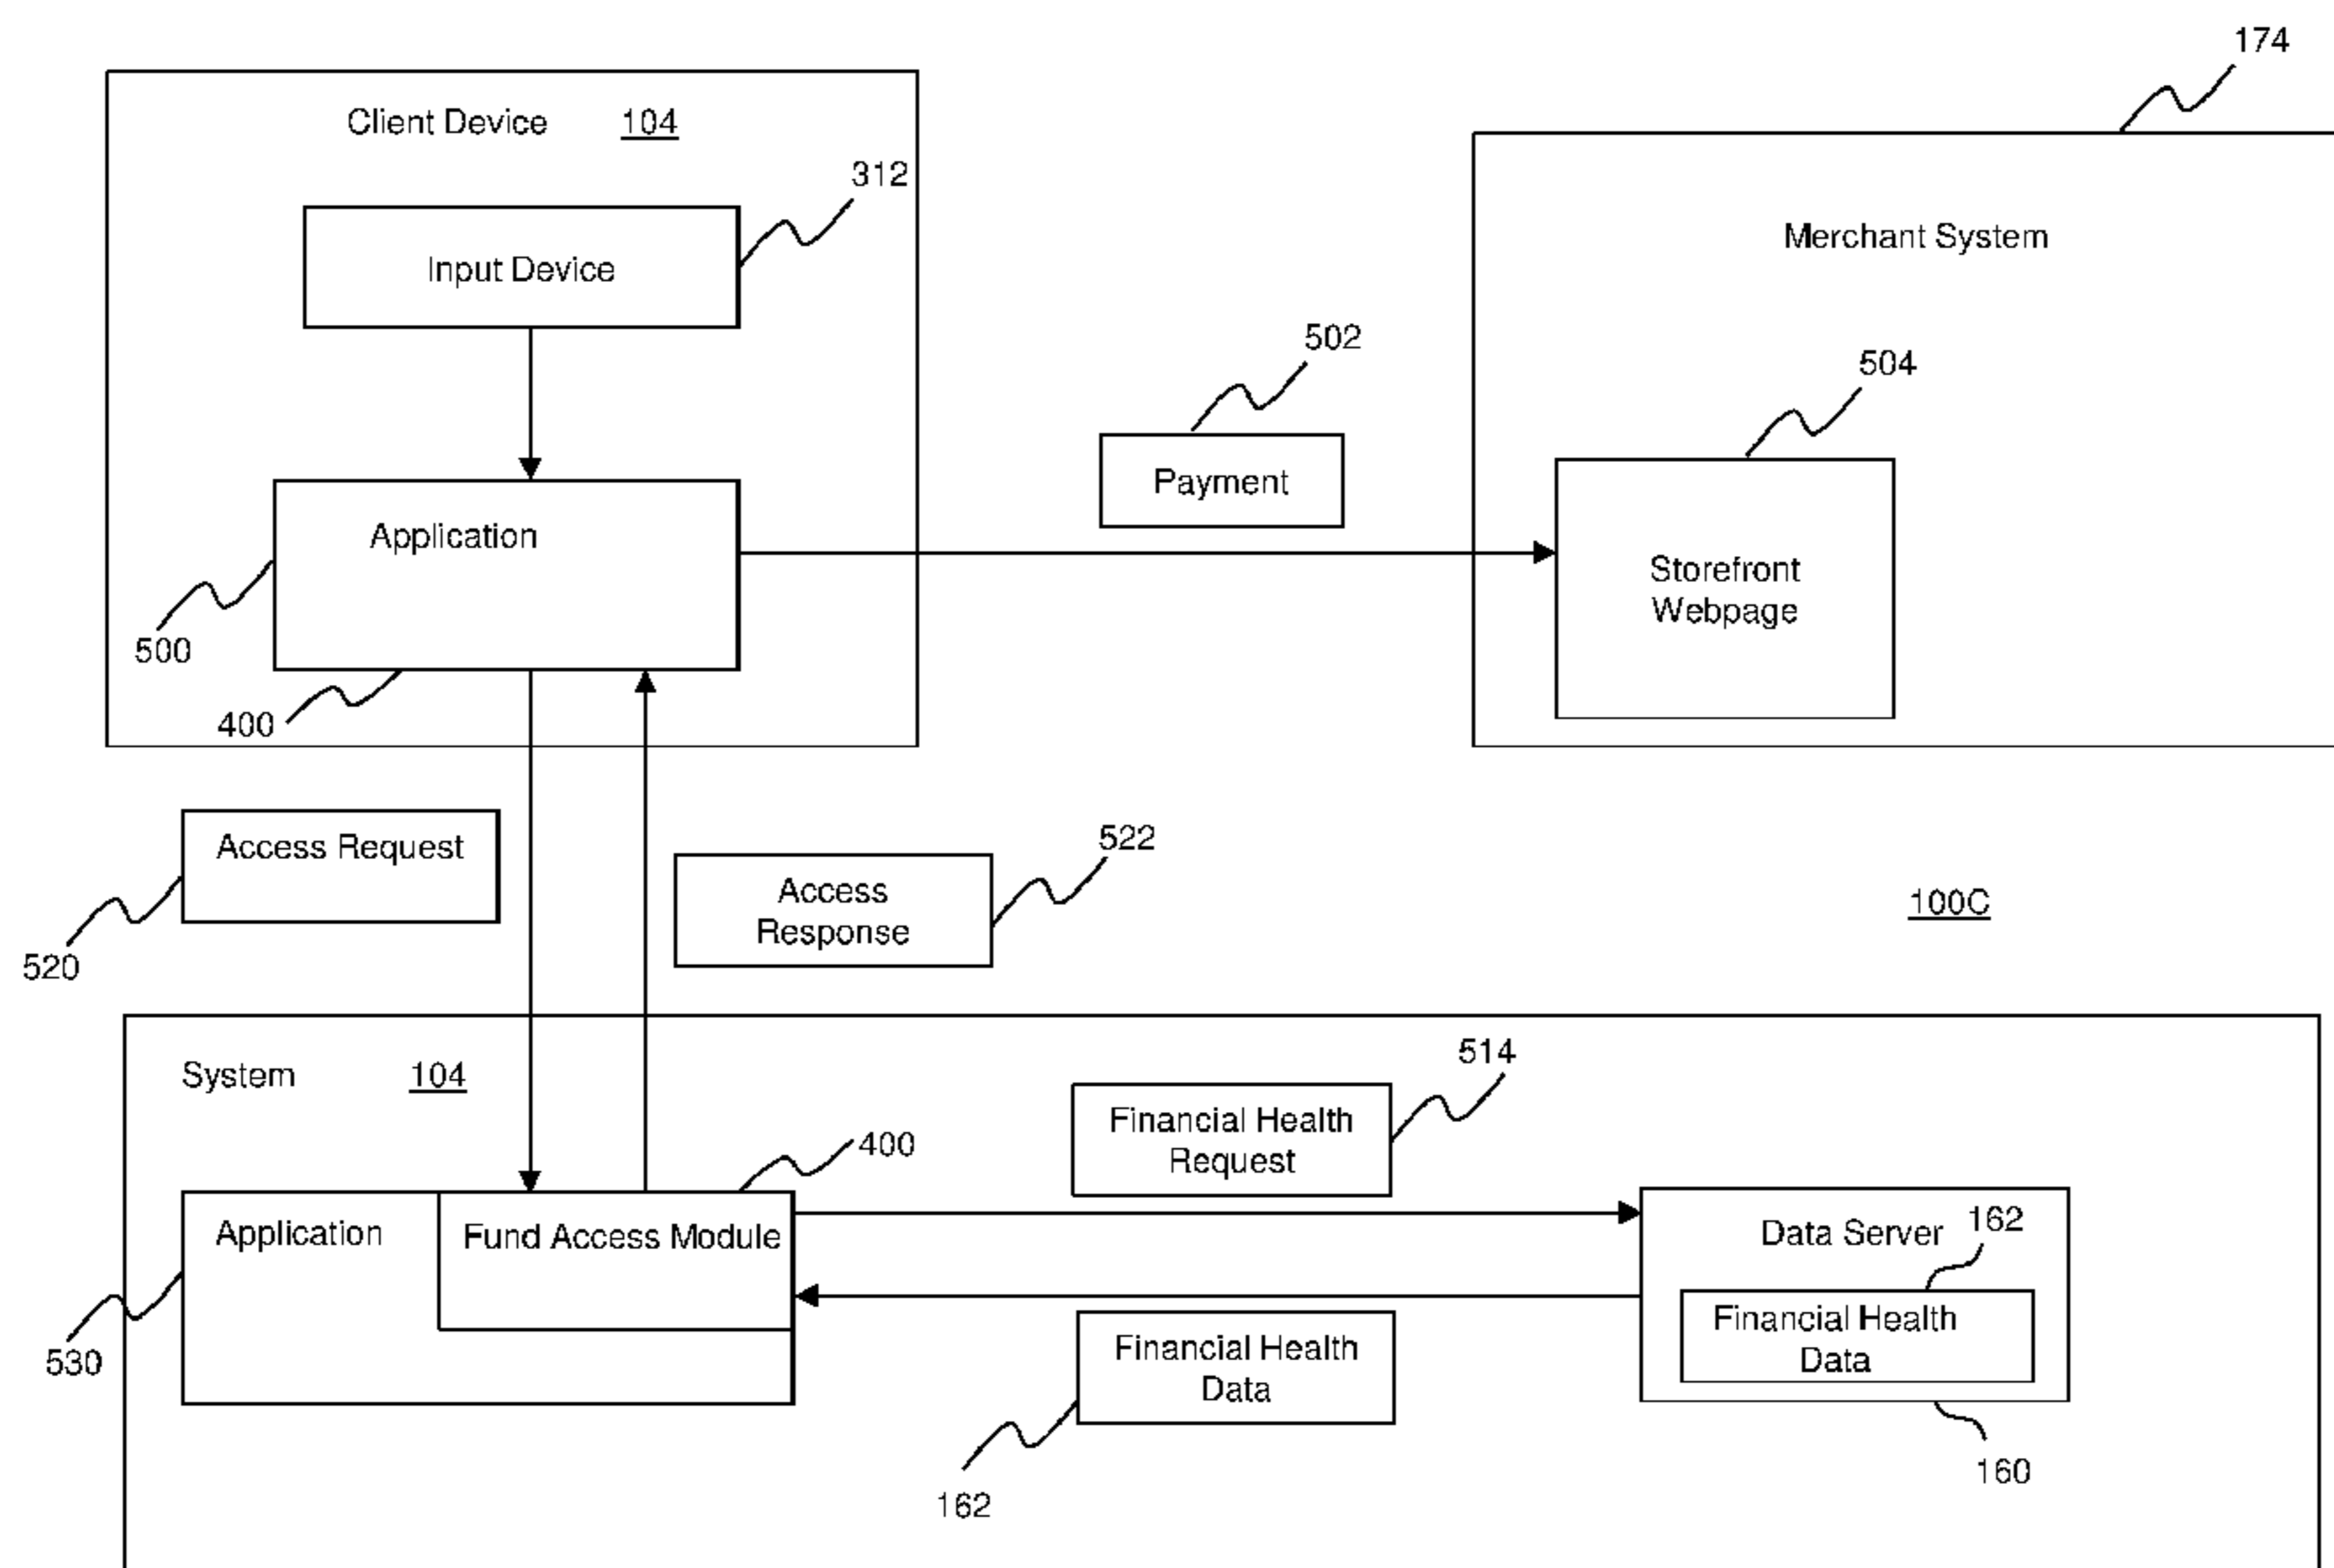 174
Client Device 104
312
Merchant System
Input Device
502
504
Payment
Application
Storefront
Webpage
500
400
Access Request
522
Access
Response
100C
520
System 104
514
Financial Health
Request
400
Application
Fund Access Module
Data Server
162
Financial Health
Data
530
Financial Health
Data
160
162